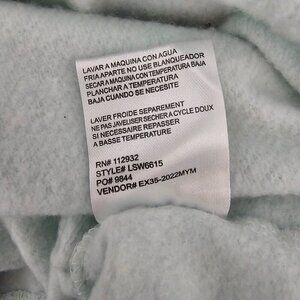 LAVAR A MAQUINA CON AGUA
FRIA APARTE NO USE BLANQUEADOR
SECAR A MAQUINA CON TEMPERATURA BAJA
PLANCHAR A TEMPERATURA
BAJA CUANDO SE NECESITE
LAVER FROIDE SEPAREMENT
NE PAS JAVELISER SECHER A CYCLE DOUX
SI NECESSAIRE REPASSER
A BASSE TEMPERATURE
RN# 112932
STYLE# LSW6615
PO# 9844
VENDOR# EX35-2022MYM